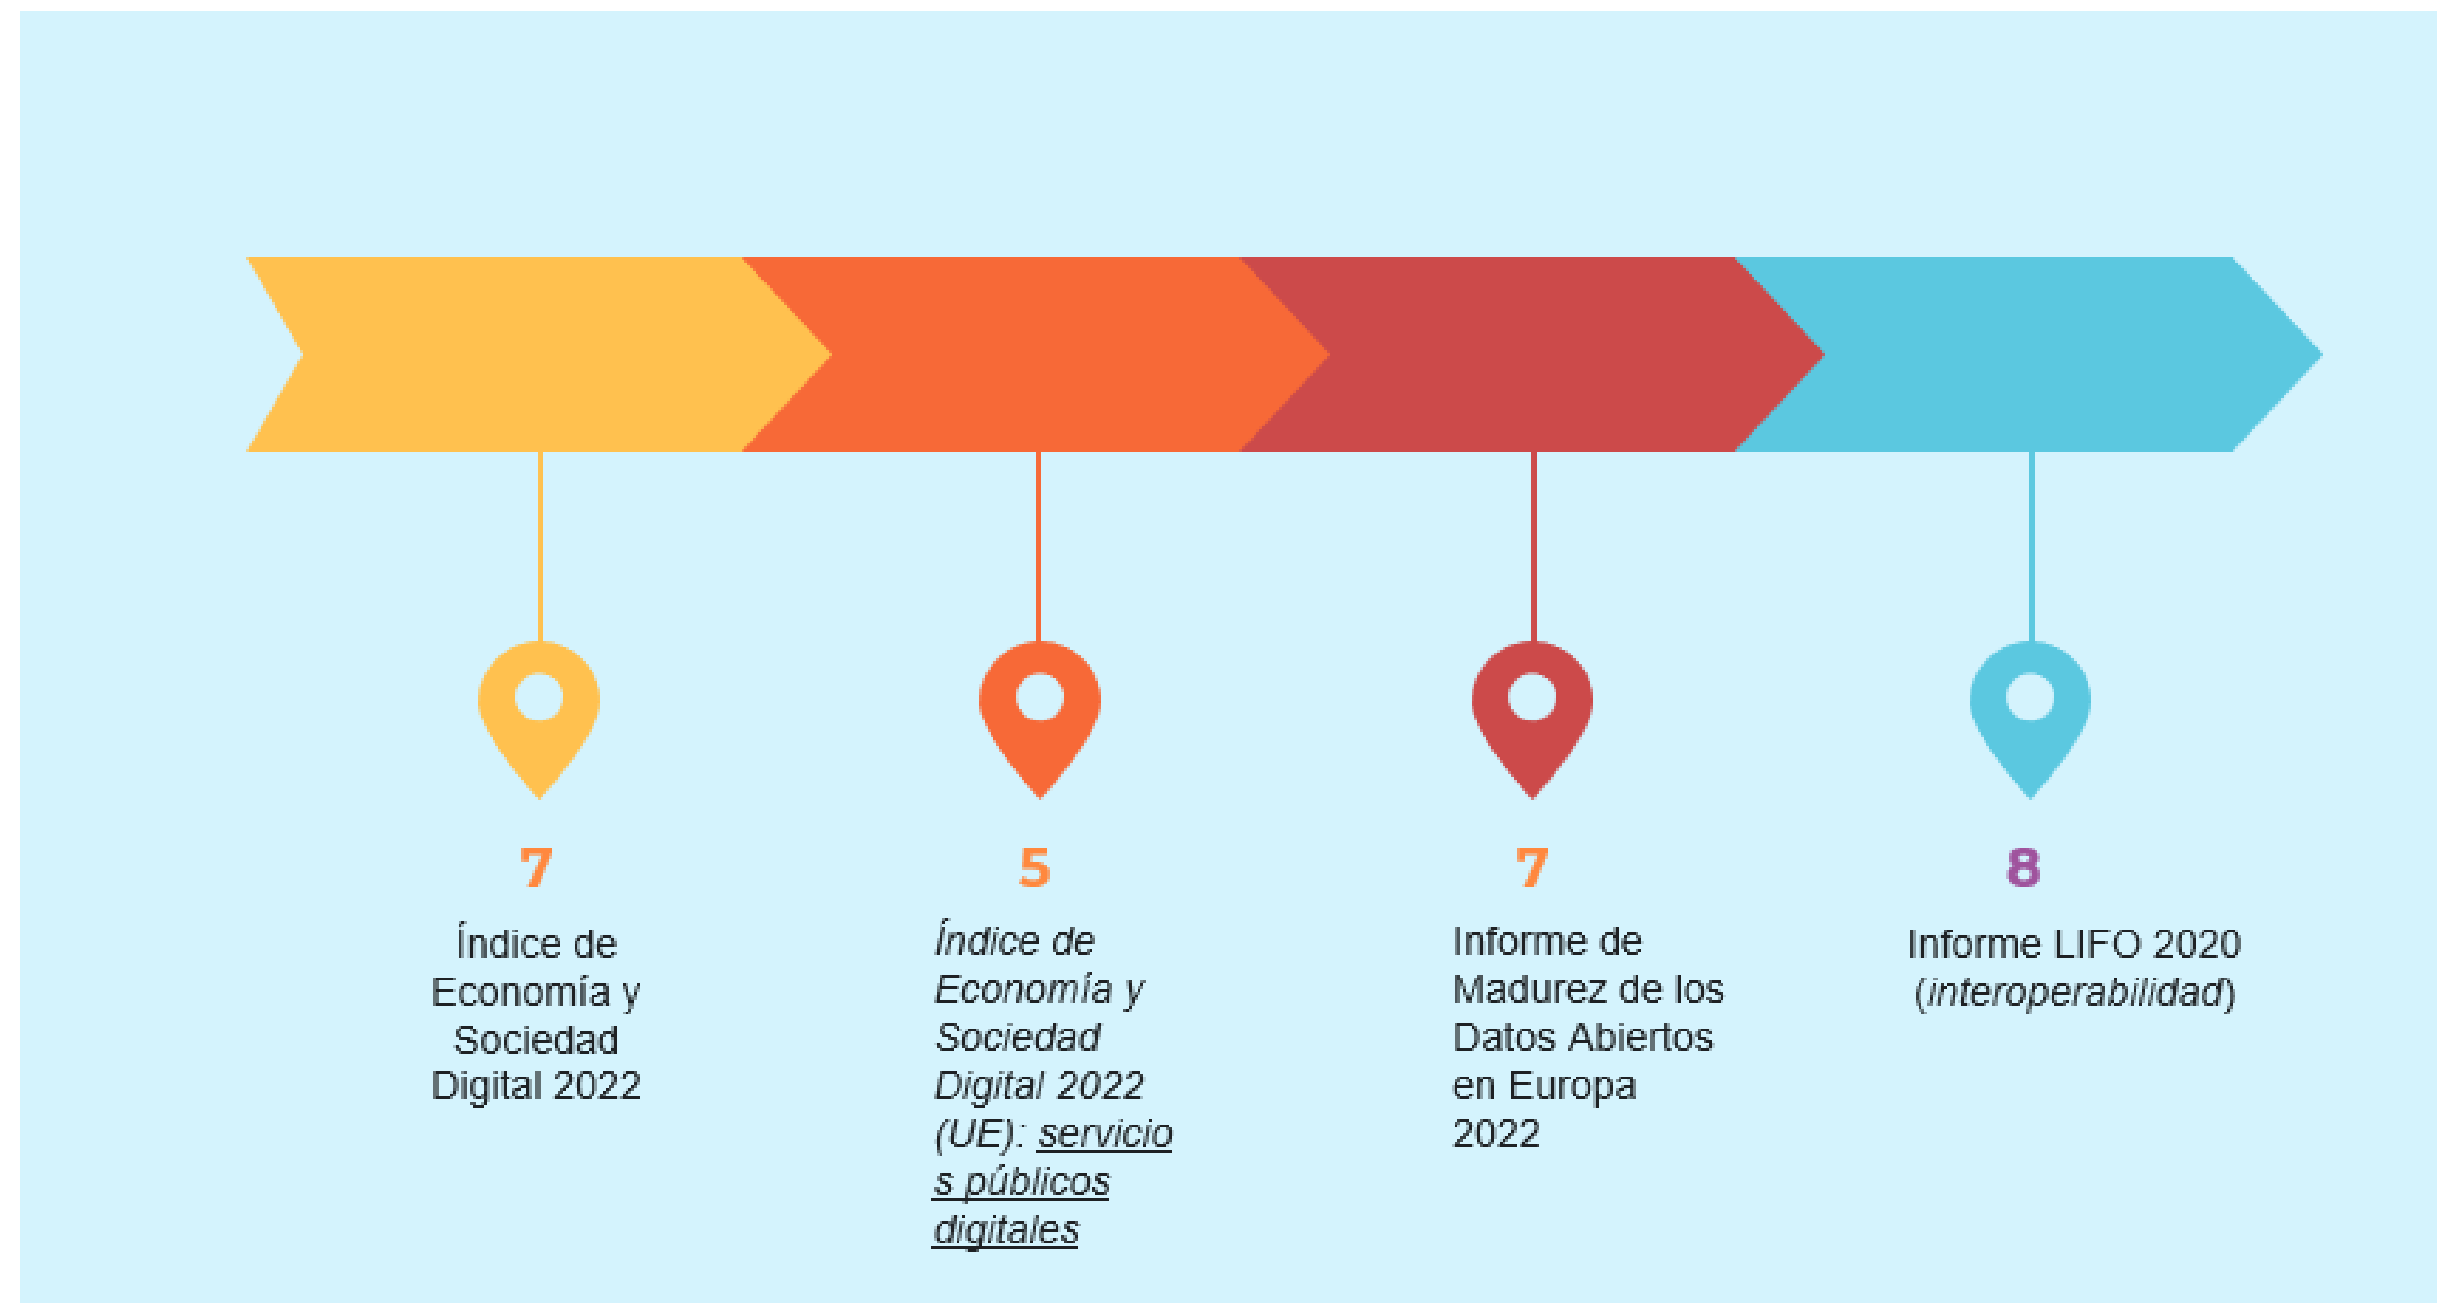 7
Índice de
Economía y
Sociedad
Digital 2022
5
Índice de
Economía y
Sociedad
Digital 2022
(UE): servicio
s públicos
digitales
7
Informe de
Madurez de los
Datos Abiertos
en Europa
2022
8
Informe LIFO 2020
(interoperabilidad)